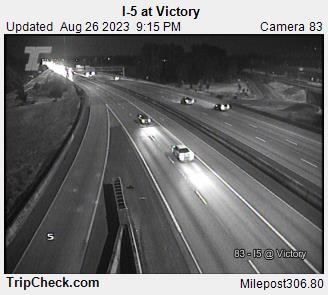 I-5 at Victory
Updated Aug 26 2023 9:15 PM Camera 83
S
83 - I5 @ Victory
TripCheck.com Milepost306.80